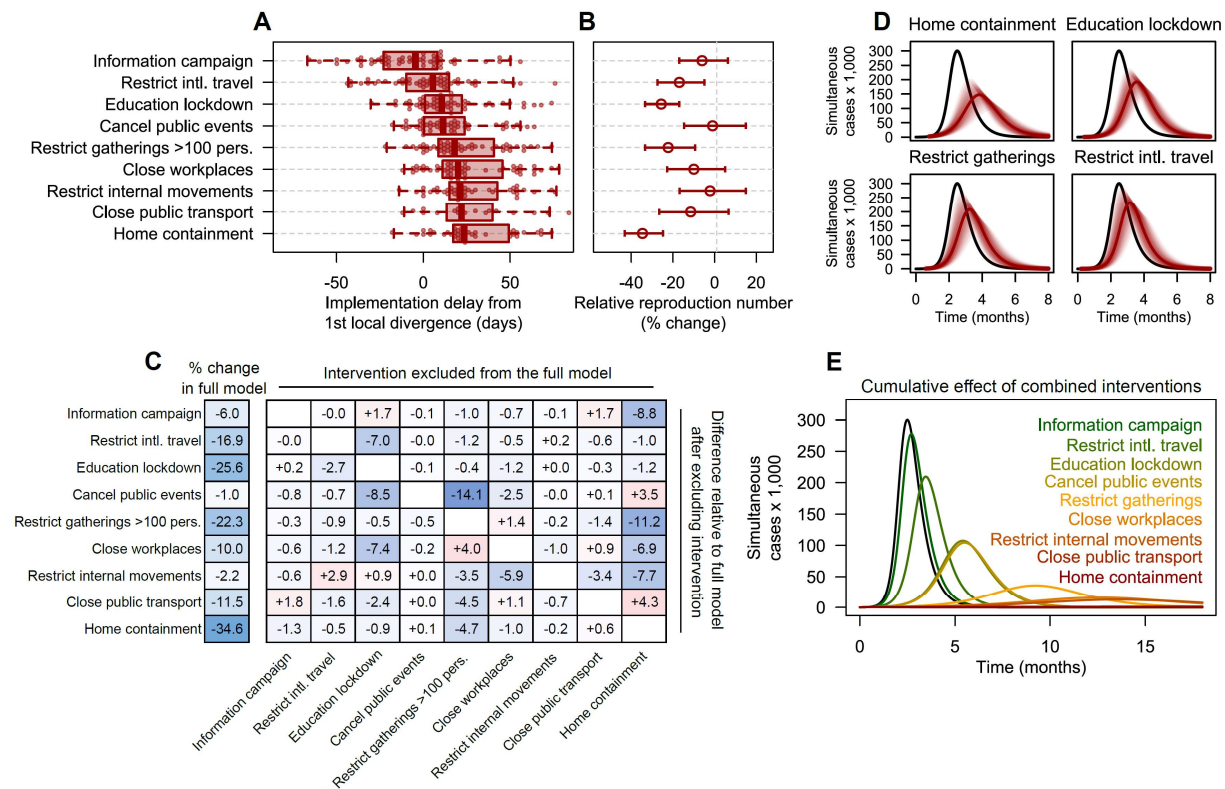 A
Information campaign
Restrict intl. travel
Education lockdown
Cancel public events
Restrict gatherings >100 pers.
Close workplaces
Restrict internal movements
Close public transport
Home containment
-50 0 50
Implementation delay from
1st local divergence (days)
B
-40 -20 0 20
Relative reproduction number
(% change)
C
% change
in full model
Intervention excluded from the full model
Information campaign -6.0 -0.0 +1.7 -0.1 -1.0 -0.7 -0.1 +1.7 -8.8
Restrict intl. travel -16.9 -0.0 -7.0 -0.0 -1.2 -0.5 +0.2 -0.6 -1.0
Education lockdown -25.6 +0.2 -2.7 -0.1 -0.4 -1.2 +0.0 -0.3 -1.2
Cancel public events -1.0 -0.8 -0.7 -8.5 -14.1 -2.5 -0.0 +0.1 +3.5
Restrict gatherings >100 pers. -22.3 -0.3 -0.9 -0.5 -0.5 +1.4 -0.2 -1.4 -11.2
Close workplaces -10.0 -0.6 -1.2 -7.4 -0.2 +4.0 -1.0 +0.9 -6.9
Restrict internal movements -2.2 -0.6 +2.9 +0.9 +0.0 -3.5 -5.9 -3.4 -7.7
Close public transport -11.5 +1.8 -1.6 -2.4 +0.0 -4.5 +1.1 -0.7 +4.3
Home containment -34.6 -1.3 -0.5 -0.9 +0.1 -4.7 -1.0 -0.2 +0.6
Information campaign
Restrict intl. travel
Education lockdown
Cancel public events
Restrict gatherings >100 pers.
Close workplaces
Restrict internal movements
Close public transport
Home containment
Difference relative to full model
after excluding intervention
D
Home containment
Education lockdown
Simultaneous
cases x 1,000
300
250
200
150
100
50
0
Restrict gatherings
Restrict intl. travel
Simultaneous
cases x 1,000
300
250
200
150
100
50
0
0 2 4 6 8
Time (months)
0 2 4 6 8
Time (months)
E
Cumulative effect of combined interventions
Simultaneous
cases x 1,000
300
200
150
100
50
0
Information campaign
Restrict intl. travel
Education lockdown
Cancel public events
Restrict gatherings
Close workplaces
Restrict internal movements
Close public transport
Home containment
0 5 10 15
Time (months)